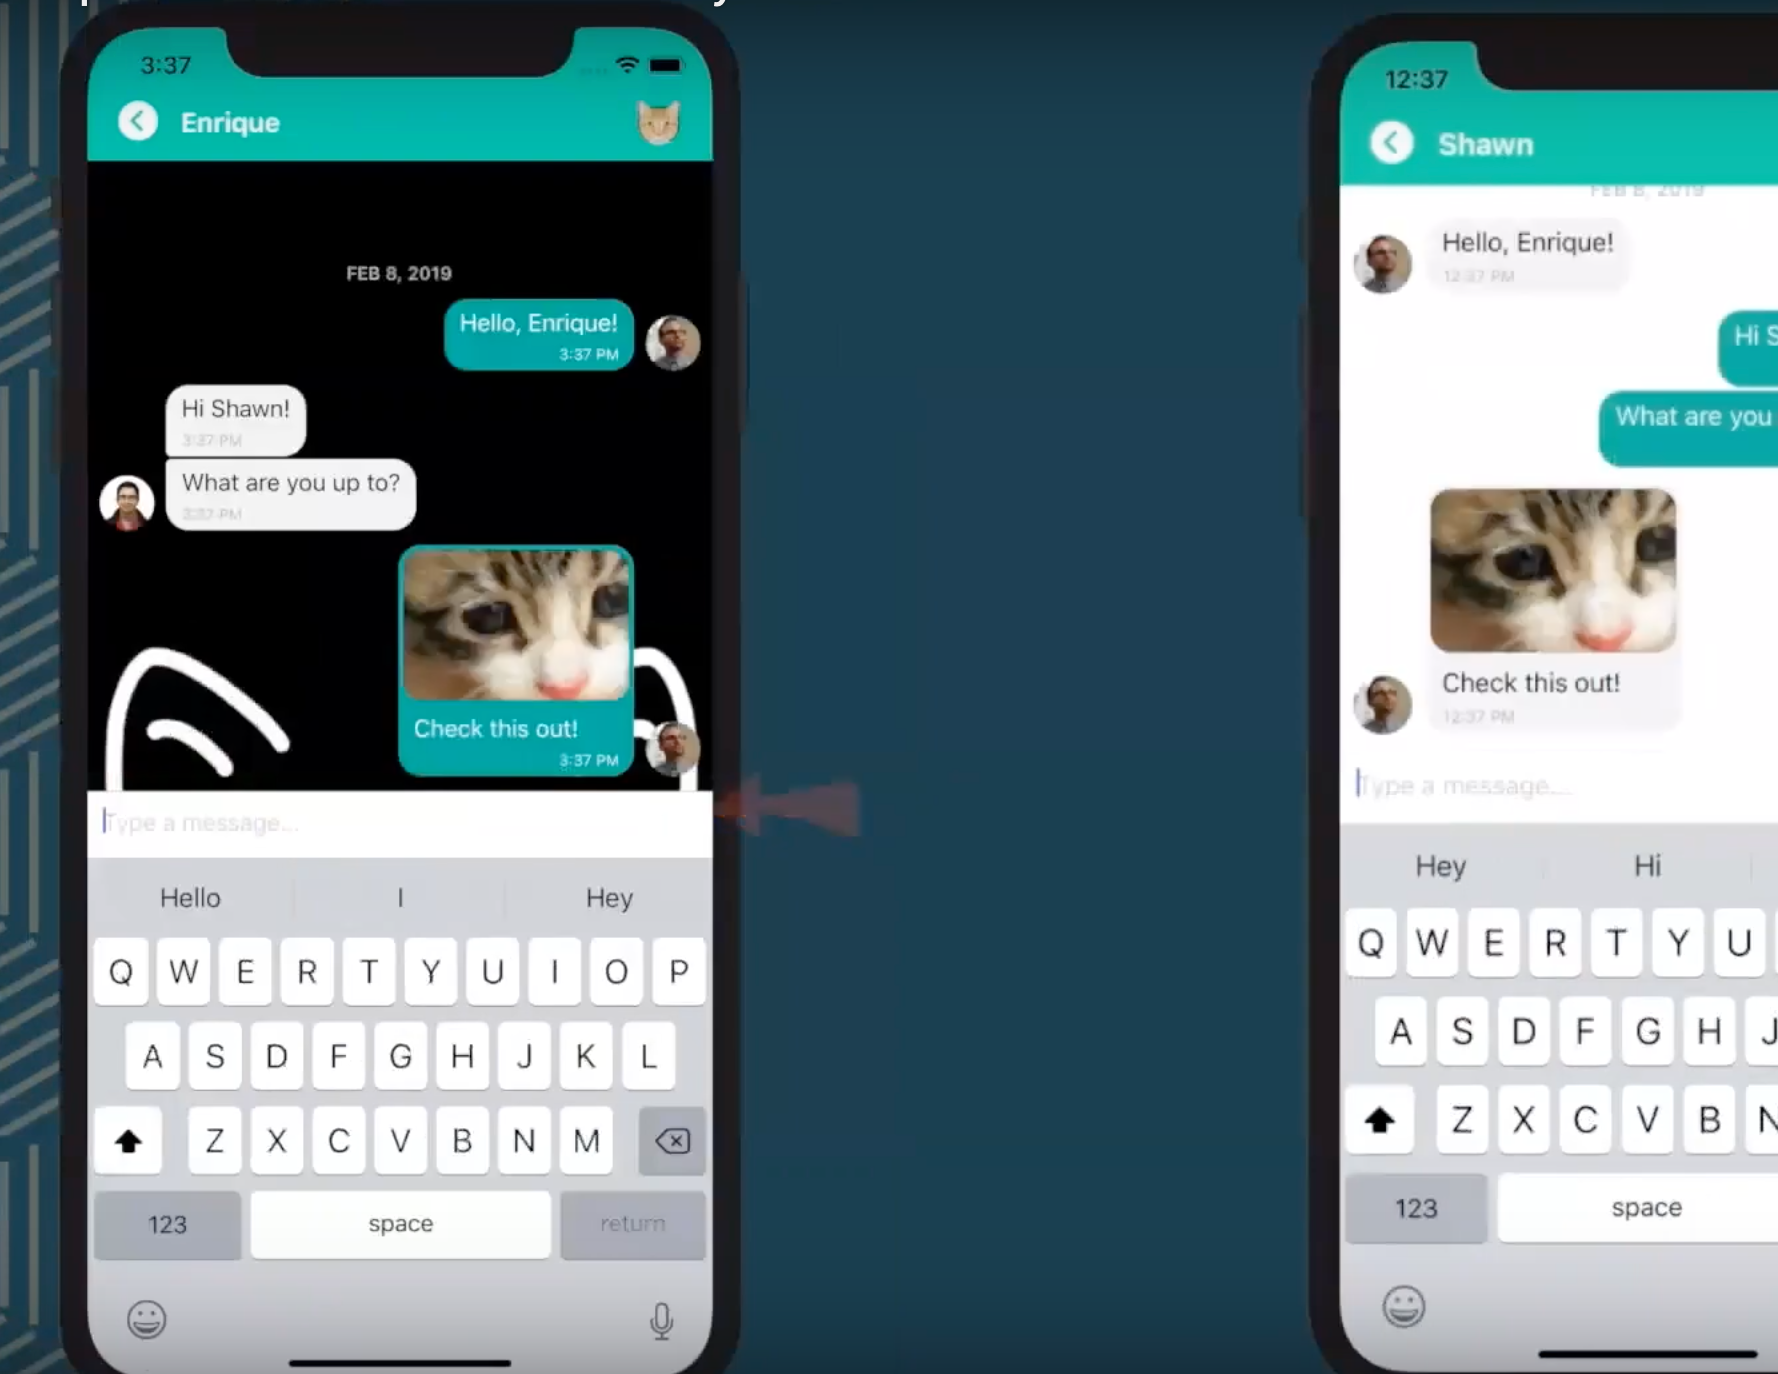 3:37
Enrique
FEB 8, 2019
Hello, Enrique!
3:37 PM
Hi Shawn!
3:37 PM
What are you up to?
3:37 PM
Check this out!
3:37 PM
Type a message...
Hello I Hey
Q W E R T Y U I O P
A S D F G H J K L
Z X C V B N M
123 space return
12:37
Shawn
FEB 8, 2019
Hello, Enrique!
12:37 PM
Hi S
What are you
Check this out!
12:37 PM
Type a message...
Hey Hi
Q W E R T Y U
A S D F G H J
Z X C V B N
123 space